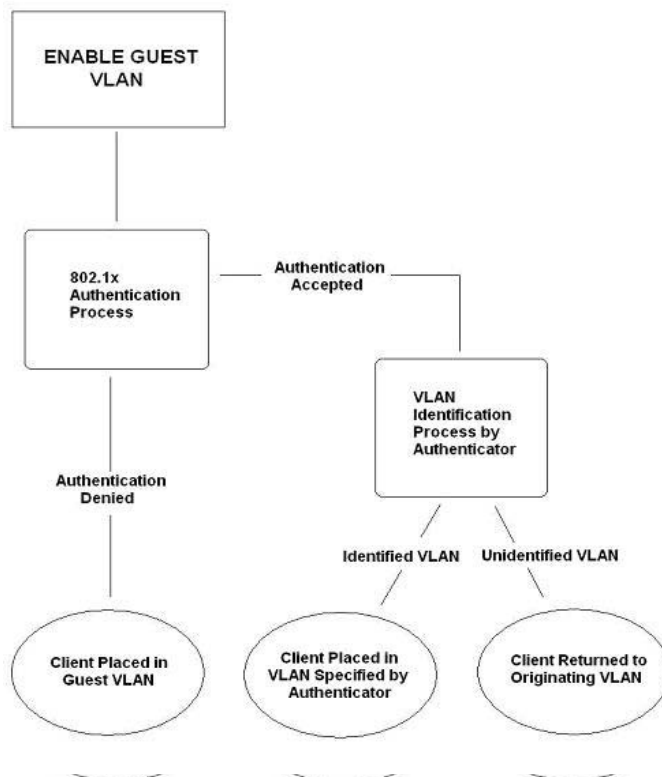 ENABLE GUEST
VLAN
802.1x
Authentication
Process
Authentication
Accepted
VLAN
Identification
Process by
Authenticator
Authentication
Denied
Identified VLAN
Unidentified VLAN
Client Placed in
Guest VLAN
Client Placed in
VLAN Specified by
Authenticator
Client Returned to
Originating VLAN